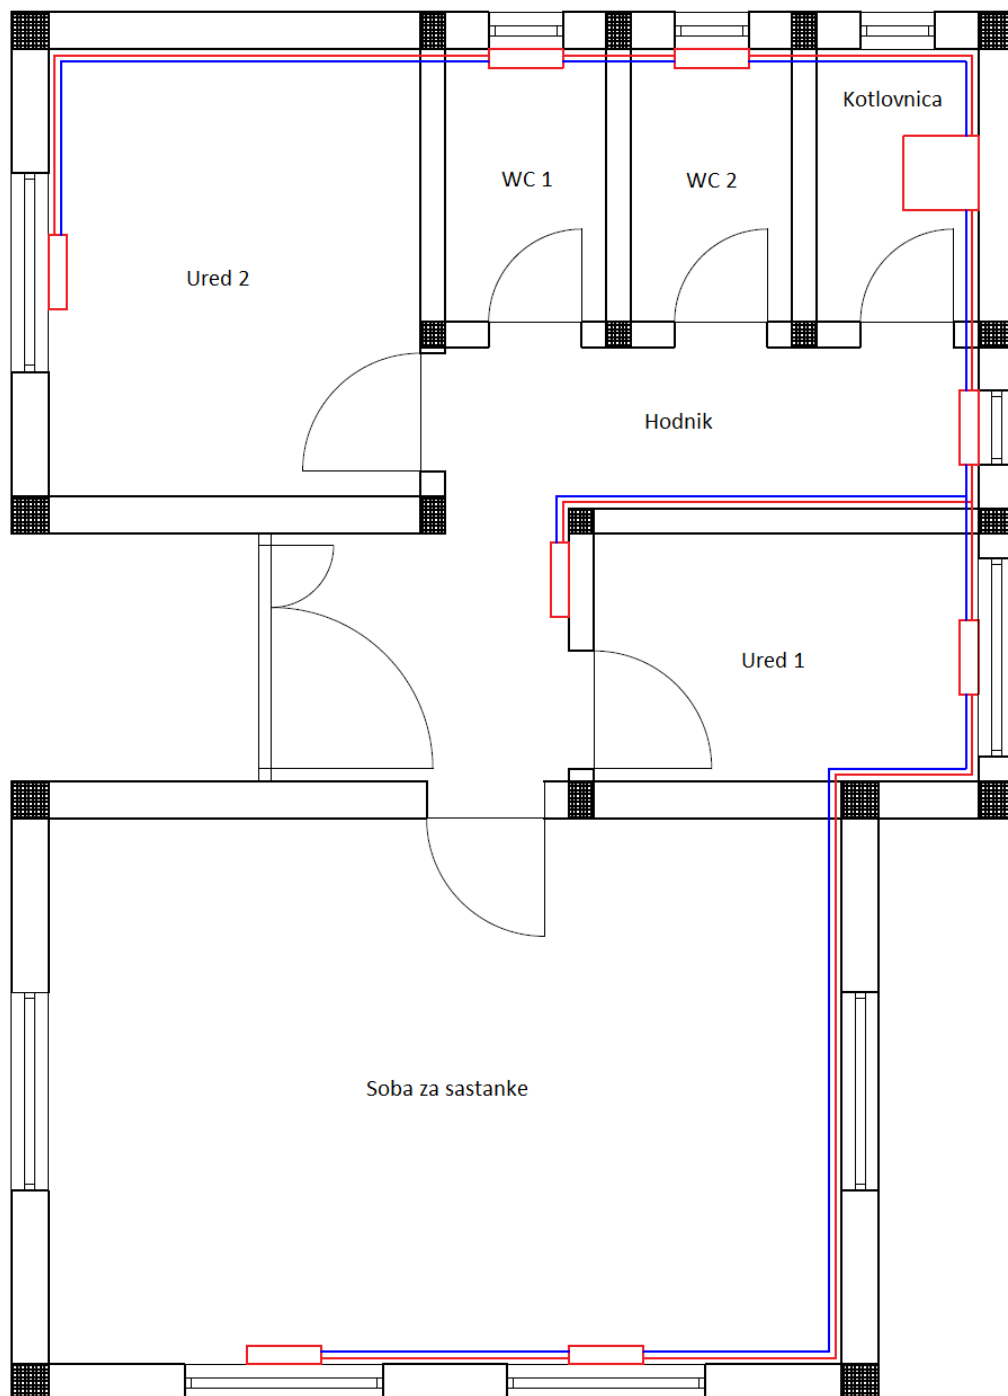 Kotlovnica
WC 1
WC 2
Ured 2
Hodnik
Ured 1
Soba za sastanke